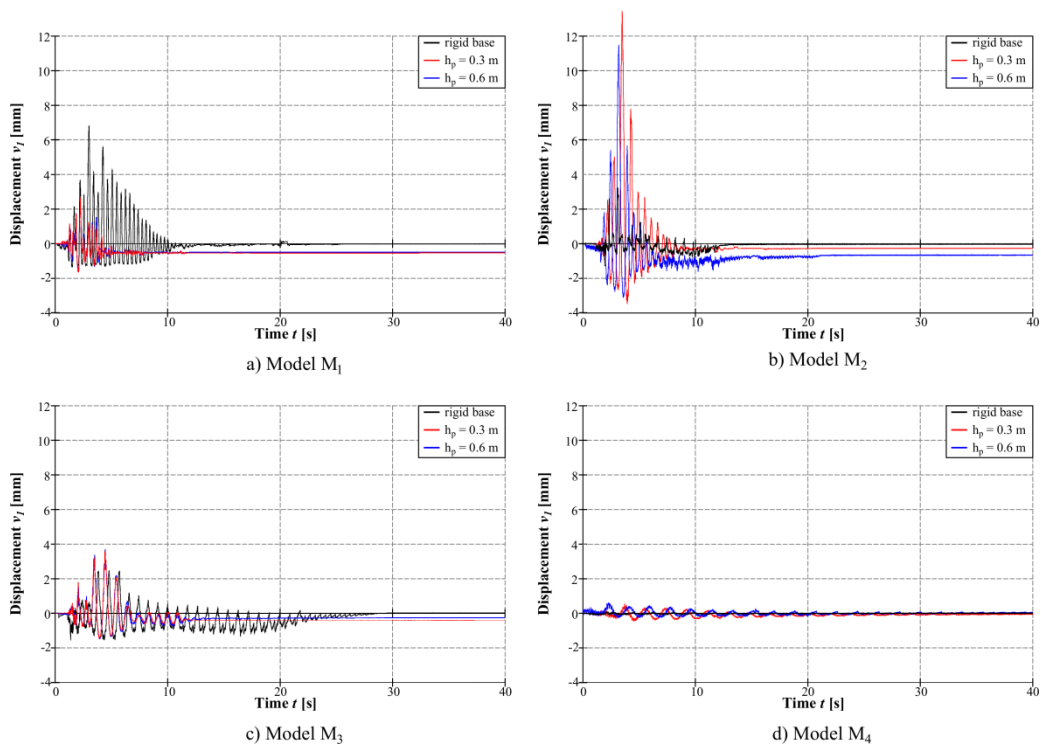 12
10
8
6
4
2
0
-2
-4
Displacement v₁ [mm]
rigid base
hₚ = 0.3 m
hₚ = 0.6 m
0 10 20 30 40
Time t [s]
a) Model M₁
12
10
8
6
4
2
0
-2
-4
Displacement v₁ [mm]
rigid base
hₚ = 0.3 m
hₚ = 0.6 m
0 10 20 30 40
Time t [s]
b) Model M₂
12
10
8
6
4
2
0
-2
-4
Displacement v₁ [mm]
rigid base
hₚ = 0.3 m
hₚ = 0.6 m
0 10 20 30 40
Time t [s]
c) Model M₃
12
10
8
6
4
2
0
-2
-4
Displacement v₁ [mm]
rigid base
hₚ = 0.3 m
hₚ = 0.6 m
0 10 20 30 40
Time t [s]
d) Model M₄